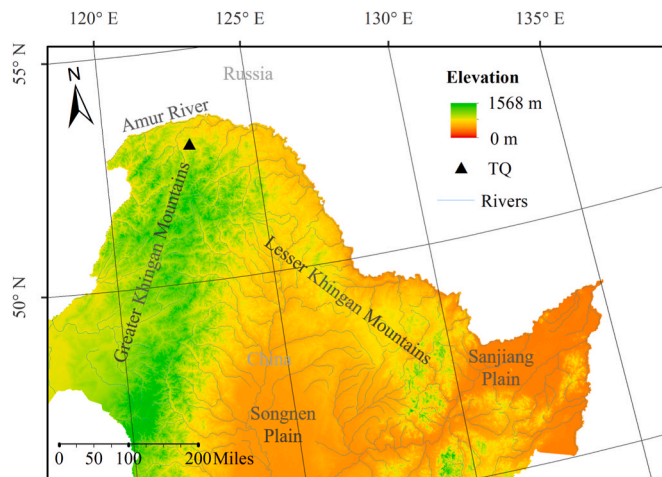 120° E
125° E
130° E
135° E
55° N
50° N
N
Russia
Amur River
Elevation
1568 m
0 m
TQ
Rivers
Greater Khingan Mountains
Lesser Khingan Mountains
China
Songnen
Plain
Sanjiang
Plain
0 50 100 200 Miles